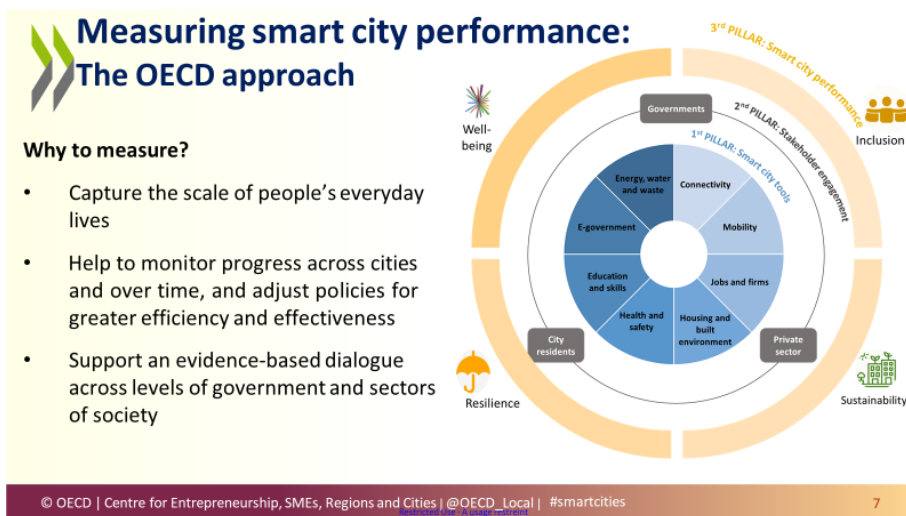 Measuring smart city performance:
The OECD approach
Why to measure?
• Capture the scale of people's everyday
lives
• Help to monitor progress across cities
and over time, and adjust policies for
greater efficiency and effectiveness
• Support an evidence-based dialogue
across levels of government and sectors
of society
3rd PILLAR: Smart city performance
2nd PILLAR: Stakeholder engagement
1st PILLAR: Smart city tools
Well-
being
Inclusion
Resilience
Sustainability
Governments
City
residents
Private
sector
Energy, water
and waste
Connectivity
Mobility
Jobs and firms
Housing and
built
environment
Health and
safety
Education
and skills
E-government
© OECD | Centre for Entrepreneurship, SMEs, Regions and Cities | @OECD_Local | #smartcities
7
Restricted Use - À usage restreint